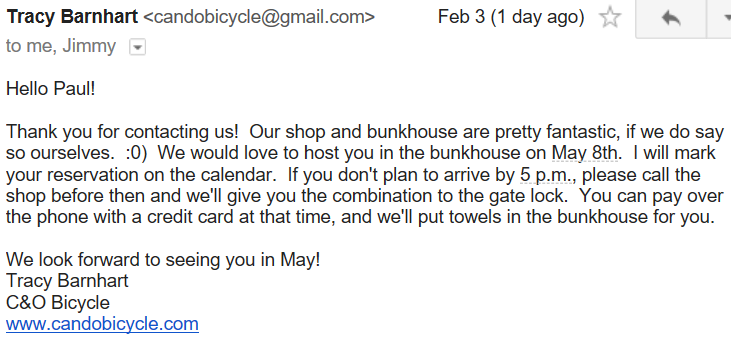 Tracy Barnhart <candobicycle@gmail.com> Feb 3 (1 day ago)
to me, Jimmy
Hello Paul!
Thank you for contacting us!  Our shop and bunkhouse are pretty fantastic, if we do say
so ourselves.  :0)  We would love to host you in the bunkhouse on May 8th.  I will mark
your reservation on the calendar.  If you don't plan to arrive by 5 p.m., please call the
shop before then and we'll give you the combination to the gate lock.  You can pay over
the phone with a credit card at that time, and we'll put towels in the bunkhouse for you.
We look forward to seeing you in May!
Tracy Barnhart
C&O Bicycle
www.candobicycle.com